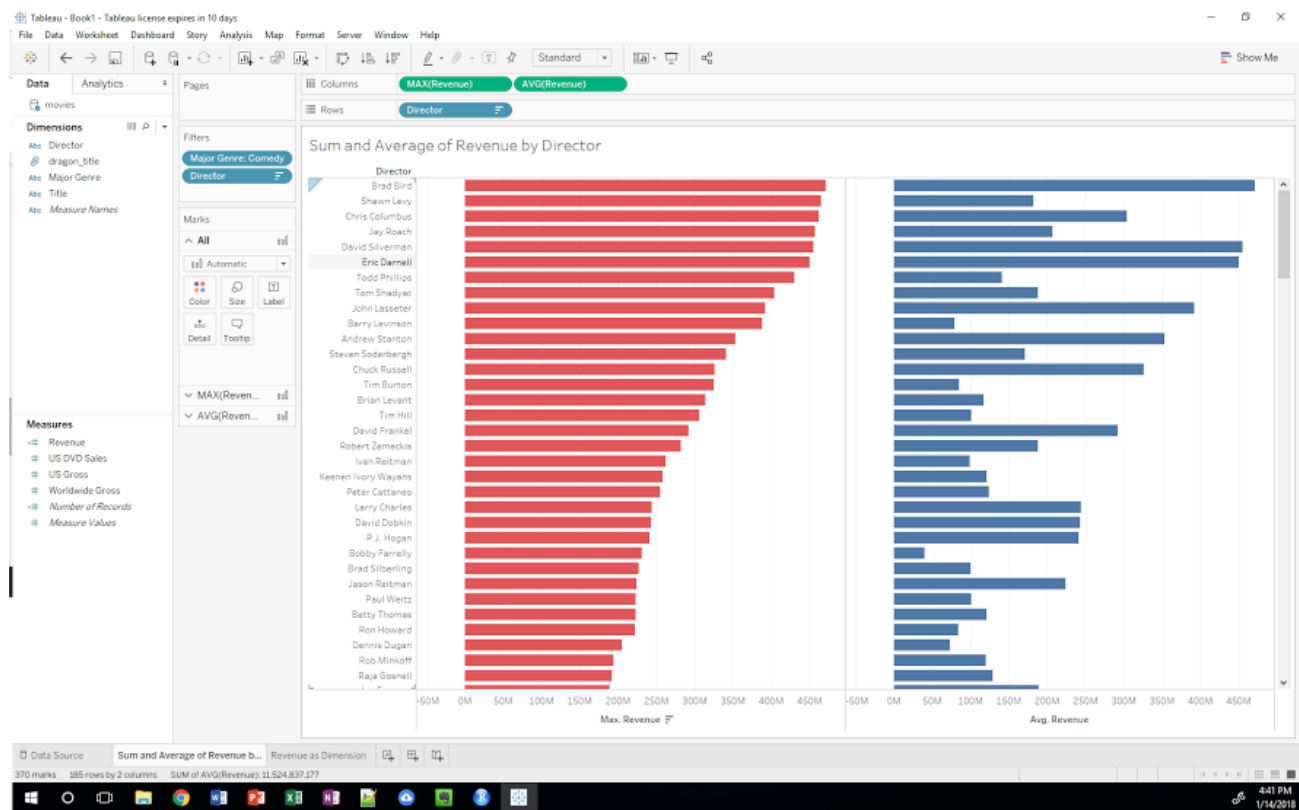 Tableau - Book1 - Tableau license expires in 10 days
File Data Worksheet Dashboard Story Analysis Map Format Server Window Help
Standard
Show Me
Data Analytics
movies
Dimensions
Abc Director
dragon_title
Abc Major Genre
Abc Title
Abc Measure Names
Measures
Revenue
US DVD Sales
US Gross
Worldwide Gross
Number of Records
Measure Values
Pages
Filters
Major Genre: Comedy
Director
Marks
All
Automatic
Color Size Label
Detail Tooltip
MAX(Reven...
AVG(Reven...
Columns MAX(Revenue) AVG(Revenue)
Rows Director
Sum and Average of Revenue by Director
Director
Brad Bird
Shawn Levy
Chris Columbus
Jay Roach
David Silverman
Eric Darnell
Todd Phillips
Tom Shadyac
John Lasseter
Barry Levinson
Andrew Stanton
Steven Soderbergh
Chuck Russell
Tim Burton
Brian Levant
Tim Hill
David Frankel
Robert Zemeckis
Ivan Reitman
Keenen Ivory Wayans
Peter Cattaneo
Larry Charles
David Dobkin
P.J. Hogan
Bobby Farrelly
Brad Silberling
Jason Reitman
Paul Weitz
Betty Thomas
Ron Howard
Dennis Dugan
Rob Minkoff
Raja Gosnell
-50M 0M 50M 100M 150M 200M 250M 300M 350M 400M 450M -50M 0M 50M 100M 150M 200M 250M 300M 350M 400M 450M
Max. Revenue Avg. Revenue
Data Source Sum and Average of Revenue b... Revenue as Dimension
370 marks 185 rows by 2 columns SUM of AVG(Revenue): 11,524,837,177
4:41 PM
1/14/2018